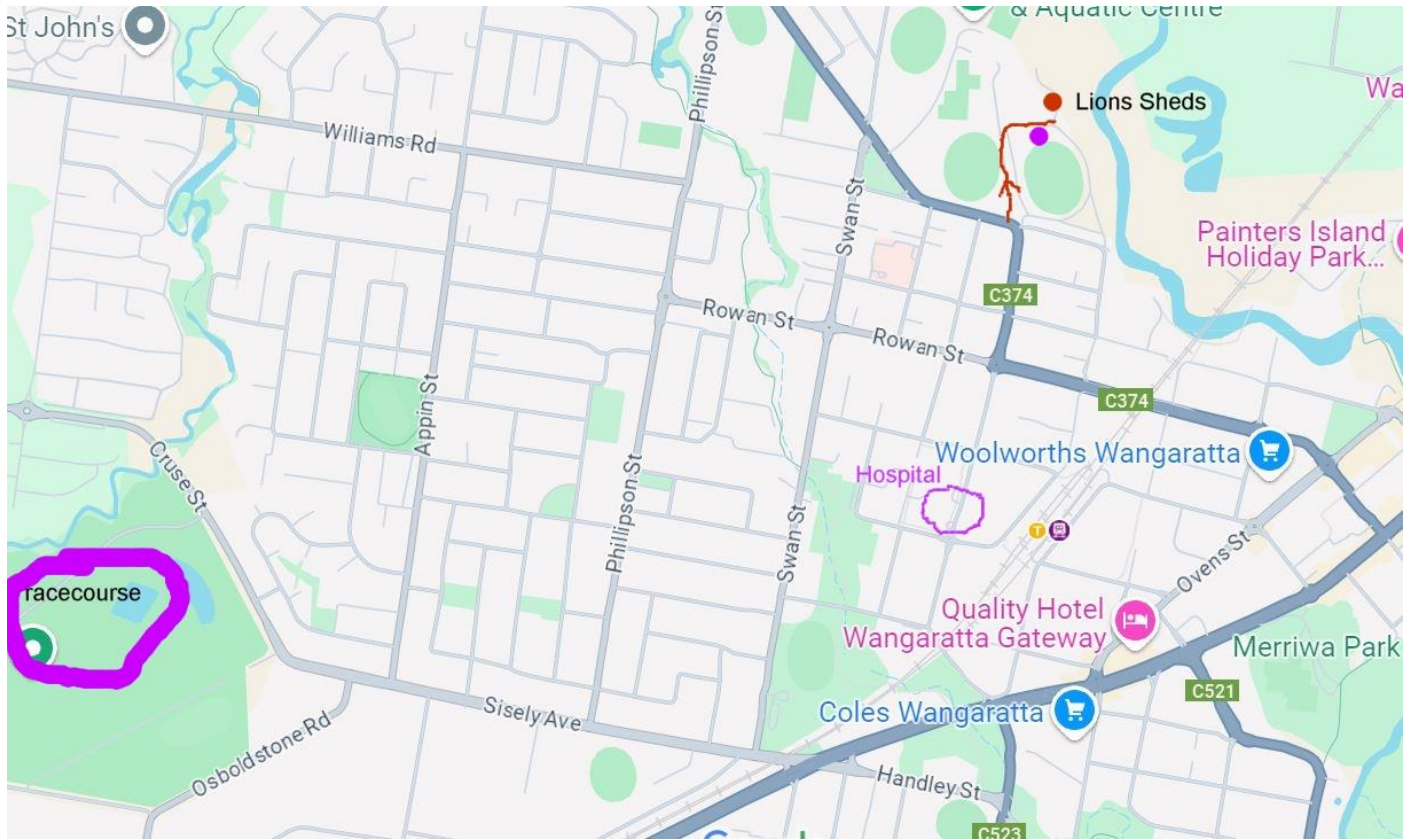 St John's
& Aquatic Centre
Phillipson St
Lions Sheds
Wa
Williams Rd
Swan St
Painters Island
Holiday Park...
C374
Rowan St
Rowan St
Appin St
C374
Woolworths Wangaratta
Cruse St
Hospital
Phillipson St
Swan St
T
Ovens St
racecourse
Quality Hotel
Wangaratta Gateway
Merriwa Park
C521
Sisely Ave
Coles Wangaratta
Osboldstone Rd
Handley St
C523